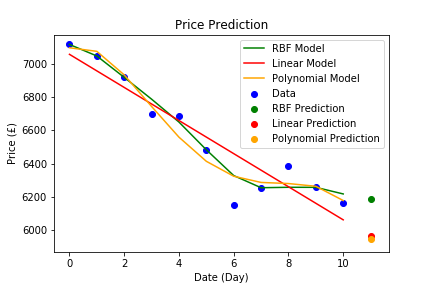 Price Prediction
RBF Model
Linear Model
Polynomial Model
Data
RBF Prediction
Linear Prediction
Polynomial Prediction
Price (£)
7000
6800
6600
6400
6200
6000
0 2 4 6 8 10
Date (Day)